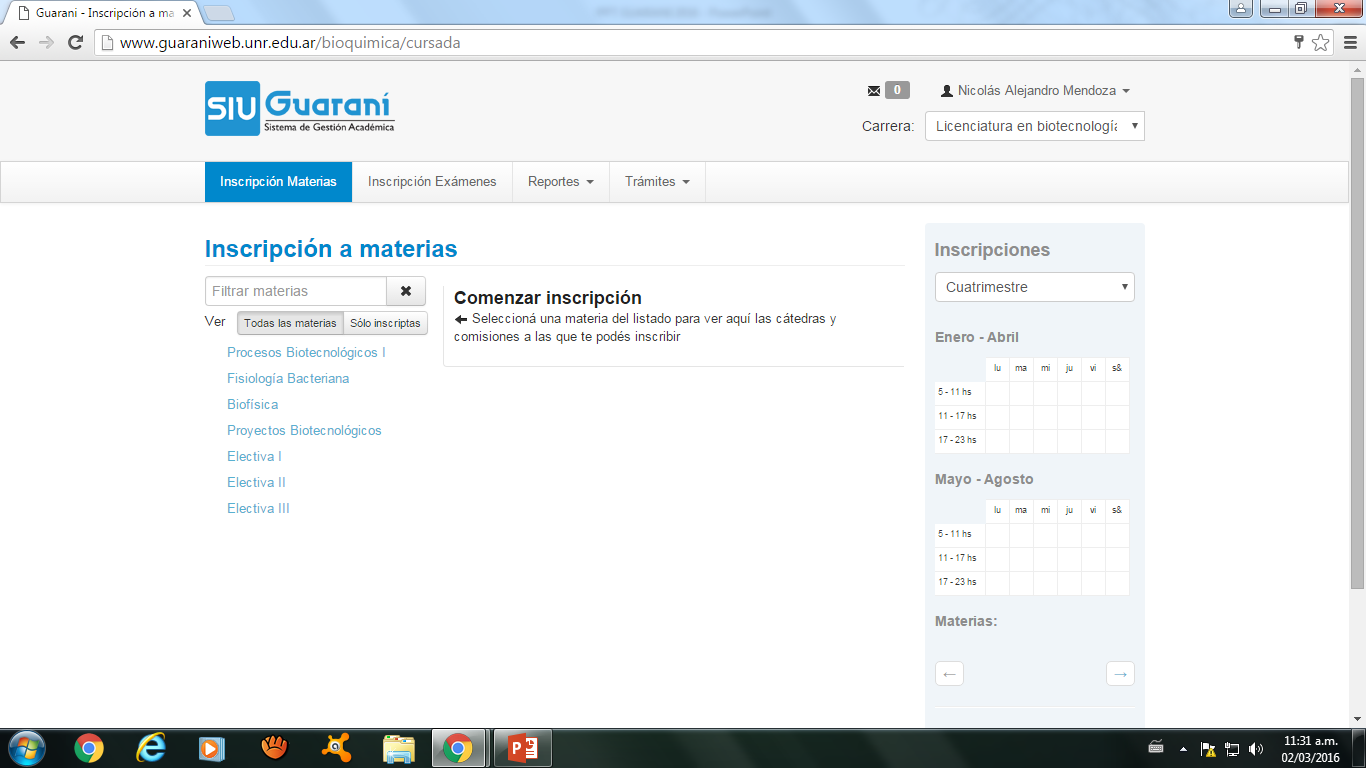 Guarani - Inscripción a ma
www.guaraniweb.unr.edu.ar/bioquimica/cursada
SIU Guaraní
Sistema de Gestión Académica
0
Nicolás Alejandro Mendoza
Carrera:
Licenciatura en biotecnología
Inscripción Materias
Inscripción Exámenes
Reportes
Trámites
Inscripción a materias
Filtrar materias
Ver
Todas las materias
Sólo inscriptas
Procesos Biotecnológicos I
Fisiología Bacteriana
Biofísica
Proyectos Biotecnológicos
Electiva I
Electiva II
Electiva III
Comenzar inscripción
Seleccioná una materia del listado para ver aquí las cátedras y
comisiones a las que te podés inscribir
Inscripciones
Cuatrimestre
Enero - Abril
lu ma mi ju vi s&
5 - 11 hs
11 - 17 hs
17 - 23 hs
Mayo - Agosto
lu ma mi ju vi s&
5 - 11 hs
11 - 17 hs
17 - 23 hs
Materias:
← →
11:31 a.m.
02/03/2016